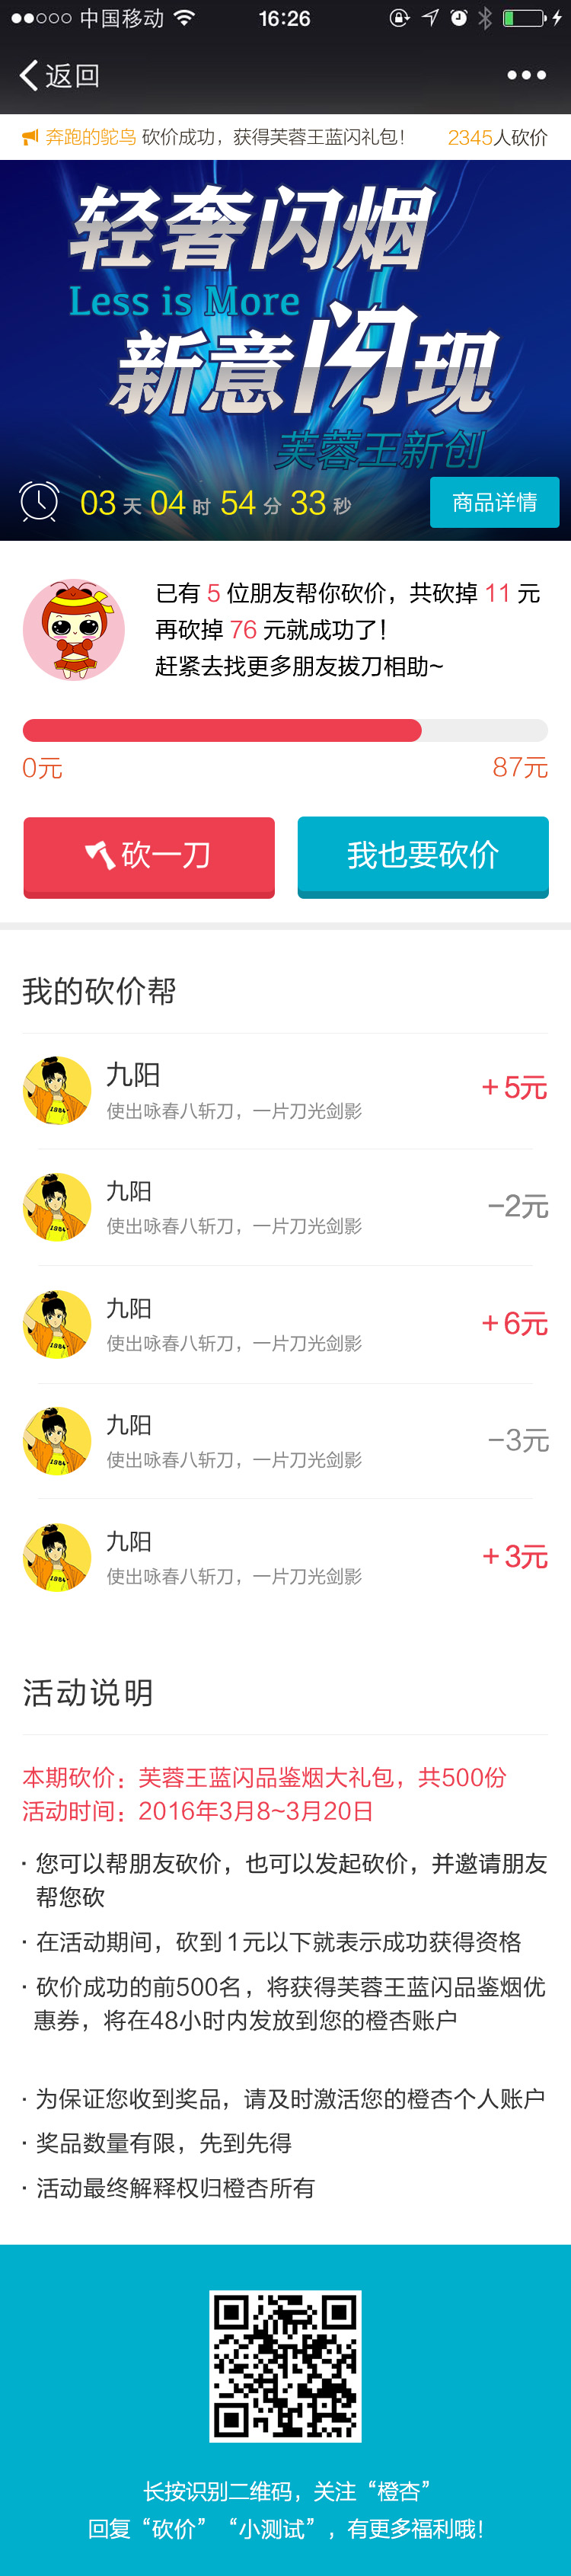 中国移动 16:26
返回
奔跑的鸵鸟 砍价成功，获得芙蓉王蓝闪礼包！ 2345人砍价
轻奢闪烟
Less is More
新意闪现
芙蓉王新创
03 天 04 时 54 分 33 秒 商品详情
已有 5 位朋友帮你砍价，共砍掉 11 元
再砍掉 76 元就成功了！
赶紧去找更多朋友拔刀相助~
0元 87元
砍一刀 我也要砍价
我的砍价帮
九阳
使出咏春八斩刀，一片刀光剑影
+5元
九阳
使出咏春八斩刀，一片刀光剑影
-2元
九阳
使出咏春八斩刀，一片刀光剑影
+6元
九阳
使出咏春八斩刀，一片刀光剑影
-3元
九阳
使出咏春八斩刀，一片刀光剑影
+3元
活动说明
本期砍价：芙蓉王蓝闪品鉴烟大礼包，共500份
活动时间：2016年3月8~3月20日
· 您可以帮朋友砍价，也可以发起砍价，并邀请朋友
帮您砍
· 在活动期间，砍到1元以下就表示成功获得资格
· 砍价成功的前500名，将获得芙蓉王蓝闪品鉴烟优
惠券，将在48小时内发放到您的橙杏账户
· 为保证您收到奖品，请及时激活您的橙杏个人账户
· 奖品数量有限，先到先得
· 活动最终解释权归橙杏所有
长按识别二维码，关注“橙杏”
回复“砍价”“小测试”，有更多福利哦！